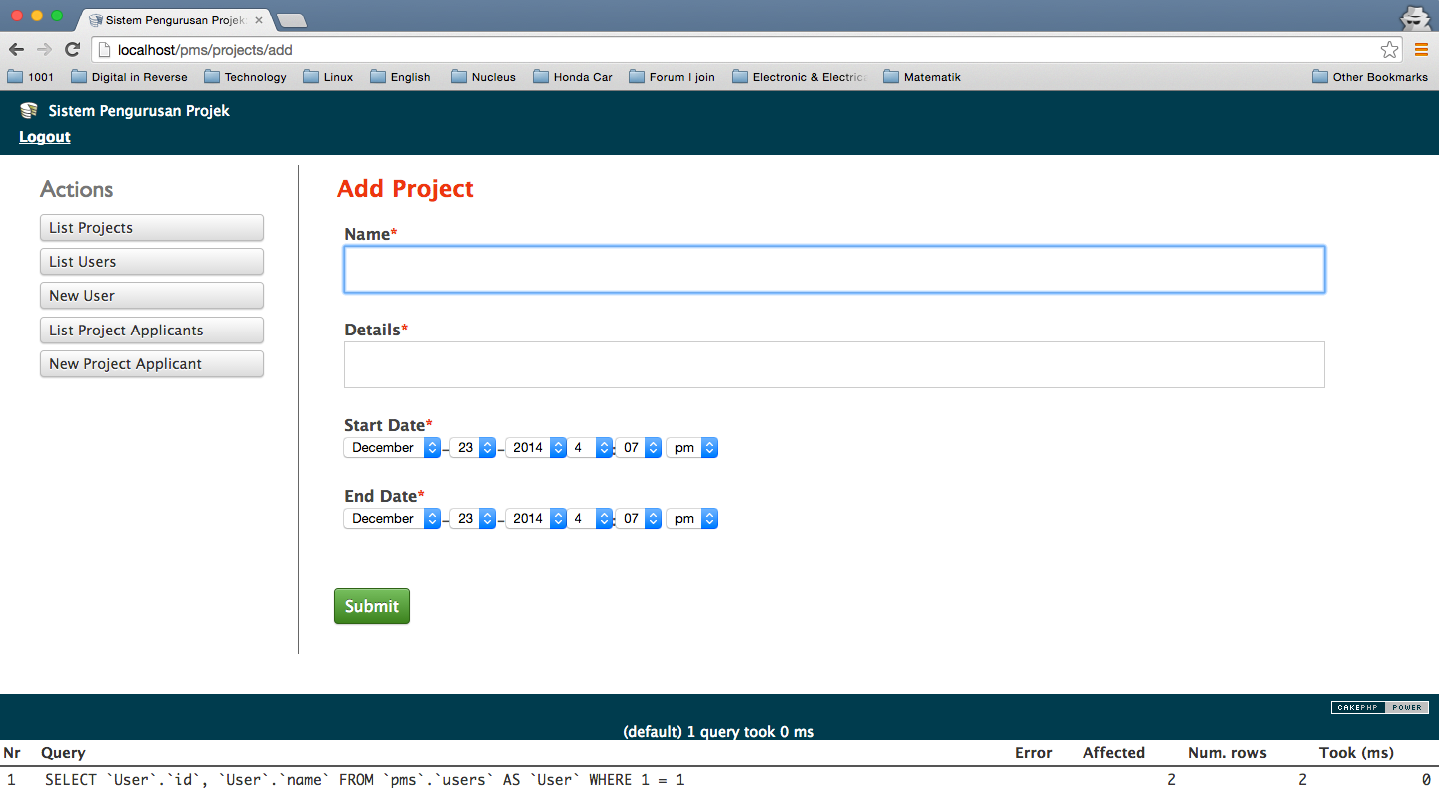 Sistem Pengurusan Projek
localhost/pms/projects/add
1001 Digital in Reverse Technology Linux English Nucleus Honda Car Forum I join Electronic & Electrica Matematik Other Bookmarks
Sistem Pengurusan Projek
Logout
Actions
List Projects
List Users
New User
List Project Applicants
New Project Applicant
Add Project
Name*
Details*
Start Date*
December - 23 - 2014 4 : 07 pm
End Date*
December - 23 - 2014 4 : 07 pm
Submit
CAKEPHP POWER
(default) 1 query took 0 ms
Nr Query Error Affected Num. rows Took (ms)
1 SELECT `User`.`id`, `User`.`name` FROM `pms`.`users` AS `User` WHERE 1 = 1 2 2 0